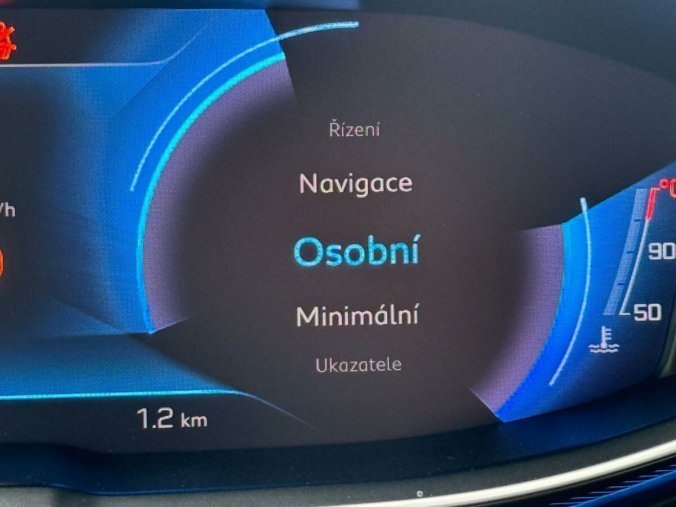 Řízení
Navigace
/h
Osobní
°C
90
Minimální
50
Ukazatele
1.2 km